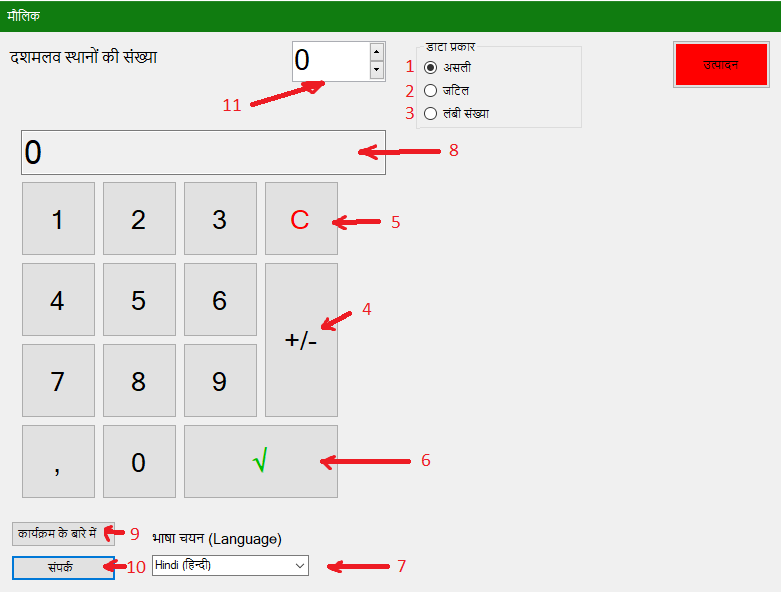 मौलिक
दशमलव स्थानों की संख्या
0
11
डाटा प्रकार
1 असली
2 जटिल
3 लंबी संख्या
उत्पादन
0
8
1 2 3 C
5
4 5 6
4
+/-
7 8 9
, 0 √
6
कार्यक्रम के बारे में
9
भाषा चयन (Language)
संपर्क
10
Hindi (हिन्दी)
7